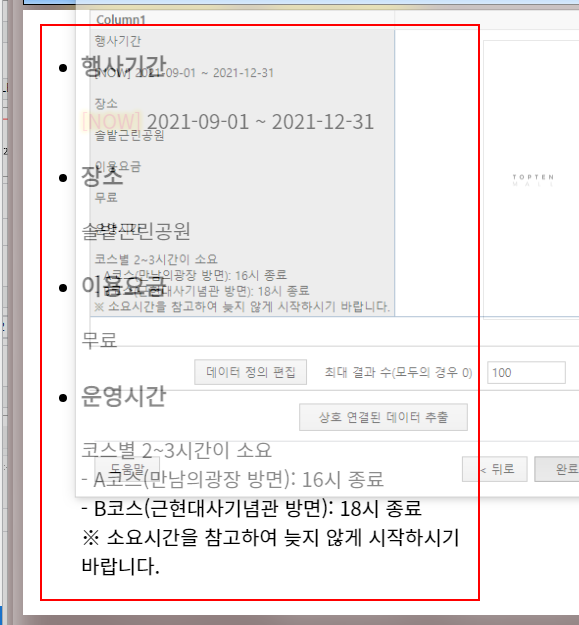 Column1
행사기간
[NOW] 2021-09-01 ~ 2021-12-31
장소
솔밭근린공원
이용요금
무료
운영시간
코스별 2~3시간이 소요
- A코스(만남의광장 방면): 16시 종료
- B코스(근현대사기념관 방면): 18시 종료
※ 소요시간을 참고하여 늦지 않게 시작하시기 바랍니다.
TOPTEN
MALL
데이터 정의 편집
최대 결과 수(모두의 경우 0)
100
상호 연결된 데이터 추출
도움말
< 뒤로
완료
행사기간
[NOW] 2021-09-01 ~ 2021-12-31
장소
솔밭근린공원
이용요금
무료
운영시간
코스별 2~3시간이 소요
- A코스(만남의광장 방면): 16시 종료
- B코스(근현대사기념관 방면): 18시 종료
※ 소요시간을 참고하여 늦지 않게 시작하시기
바랍니다.